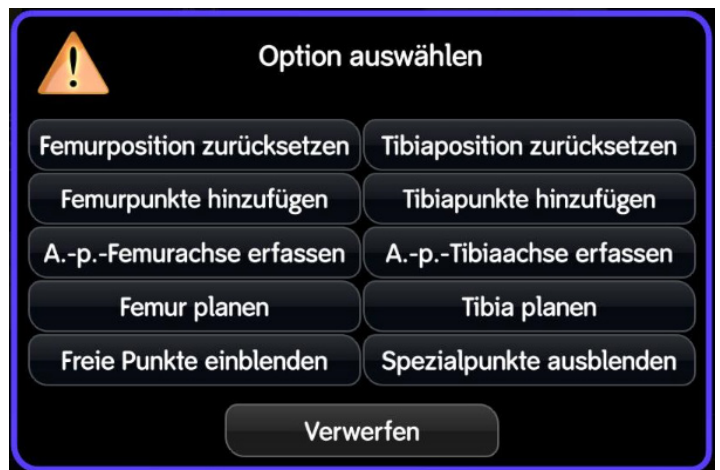 Option auswählen
Femurposition zurücksetzen Tibiaposition zurücksetzen
Femurpunkte hinzufügen Tibiapunkte hinzufügen
A.-p.-Femurachse erfassen A.-p.-Tibiaachse erfassen
Femur planen Tibia planen
Freie Punkte einblenden Spezialpunkte ausblenden
Verwerfen